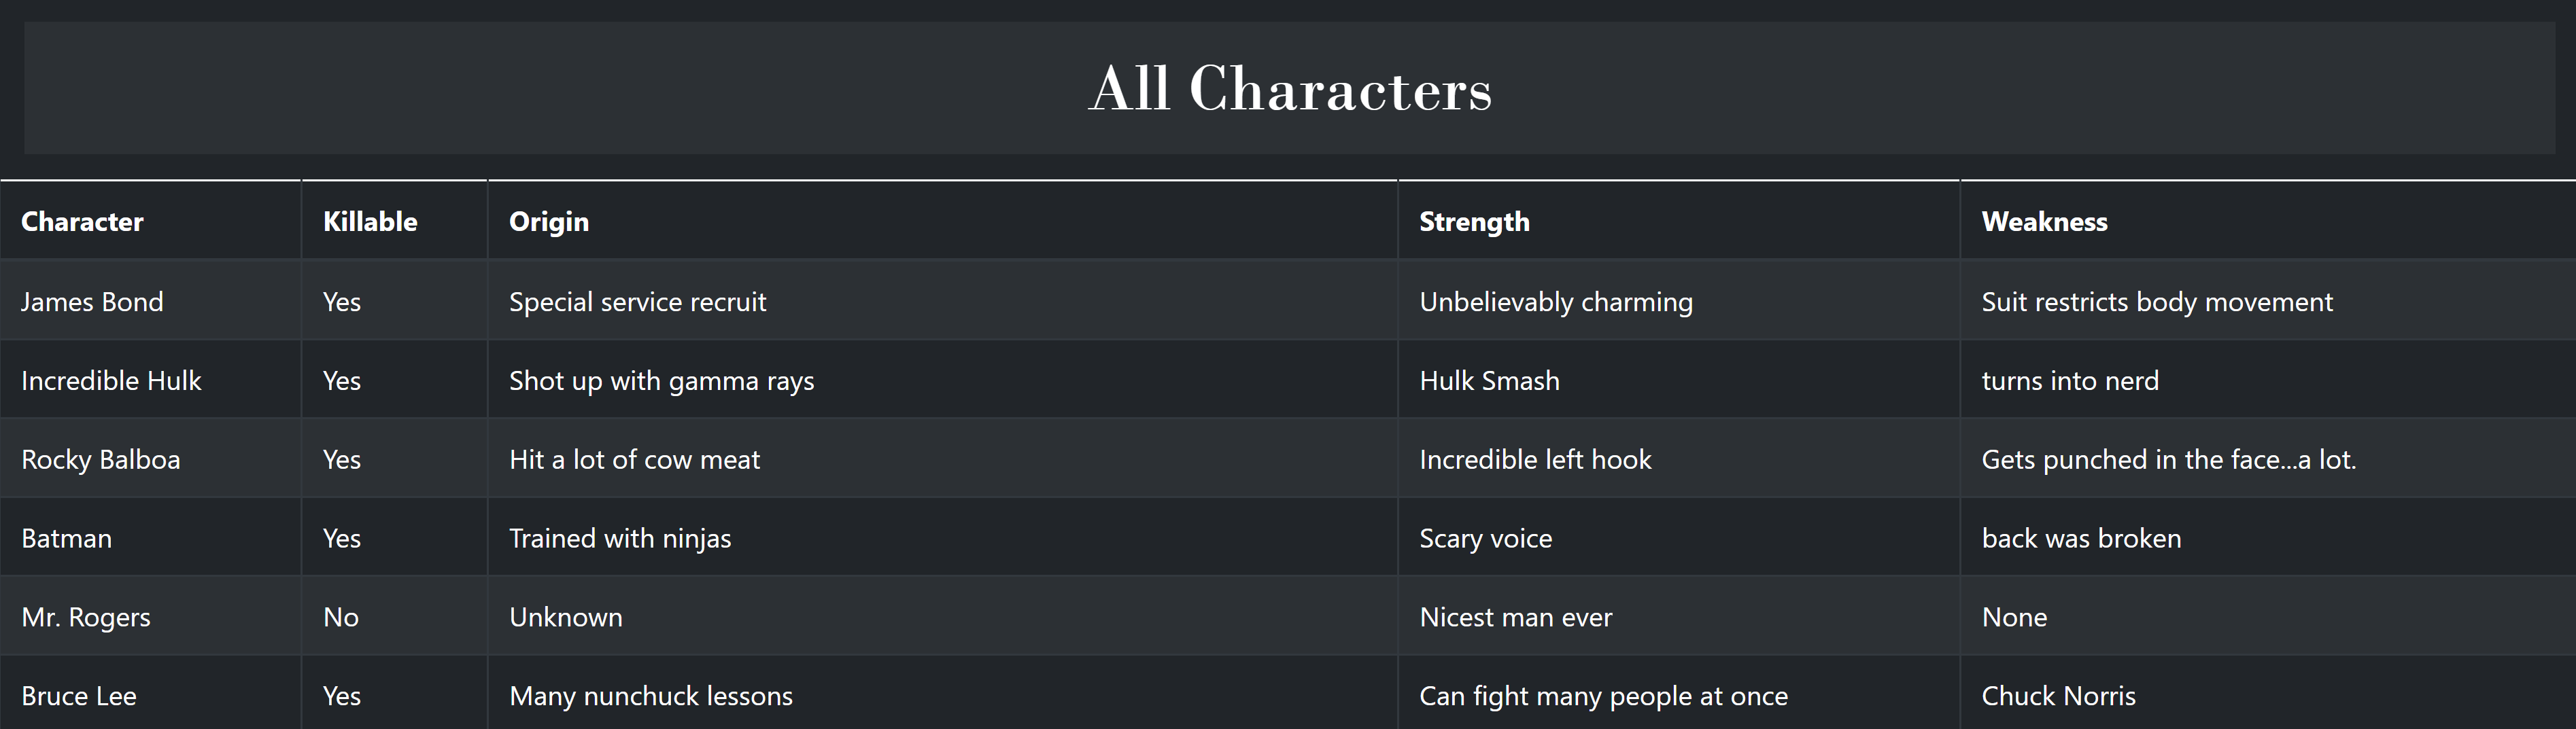 All Characters
Character Killable Origin Strength Weakness
James Bond Yes Special service recruit Unbelievably charming Suit restricts body movement
Incredible Hulk Yes Shot up with gamma rays Hulk Smash turns into nerd
Rocky Balboa Yes Hit a lot of cow meat Incredible left hook Gets punched in the face...a lot.
Batman Yes Trained with ninjas Scary voice back was broken
Mr. Rogers No Unknown Nicest man ever None
Bruce Lee Yes Many nunchuck lessons Can fight many people at once Chuck Norris